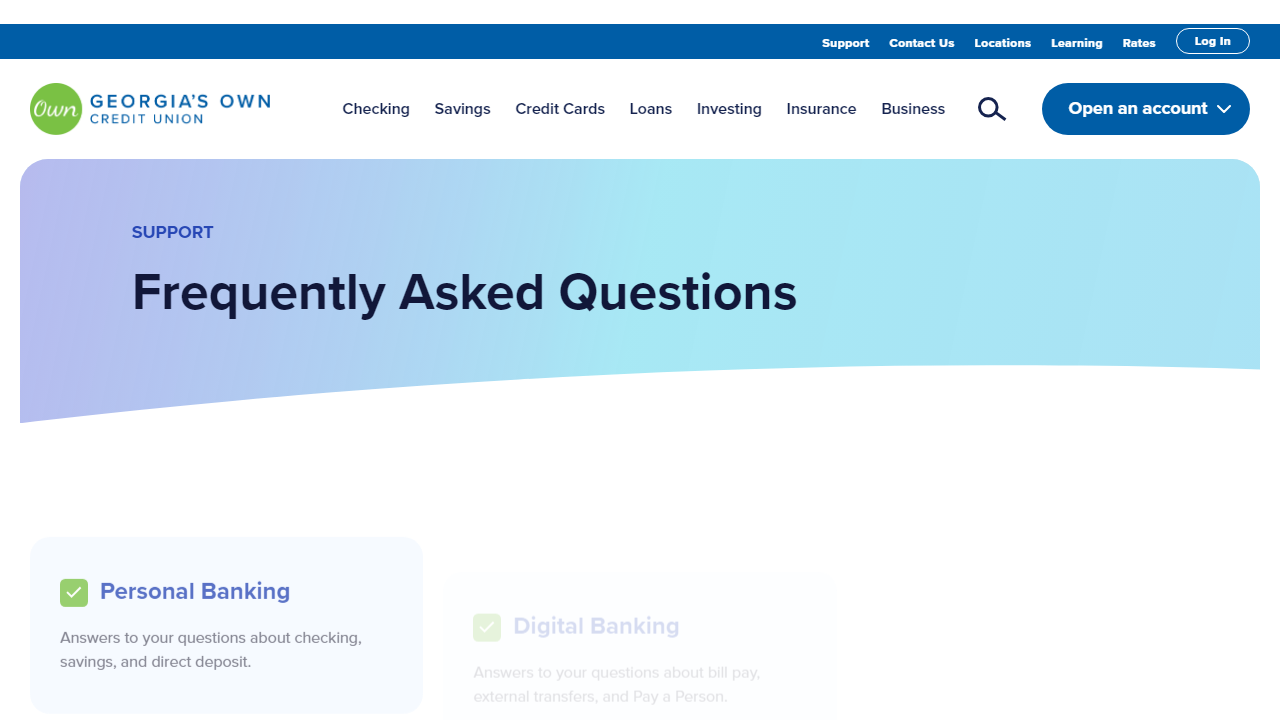 Support Contact Us Locations Learning Rates Log In
Own GEORGIA'S OWN
CREDIT UNION
Checking Savings Credit Cards Loans Investing Insurance Business Open an account
SUPPORT
Frequently Asked Questions
Personal Banking
Answers to your questions about checking,
savings, and direct deposit.
Digital Banking
Answers to your questions about bill pay,
external transfers, and Pay a Person.